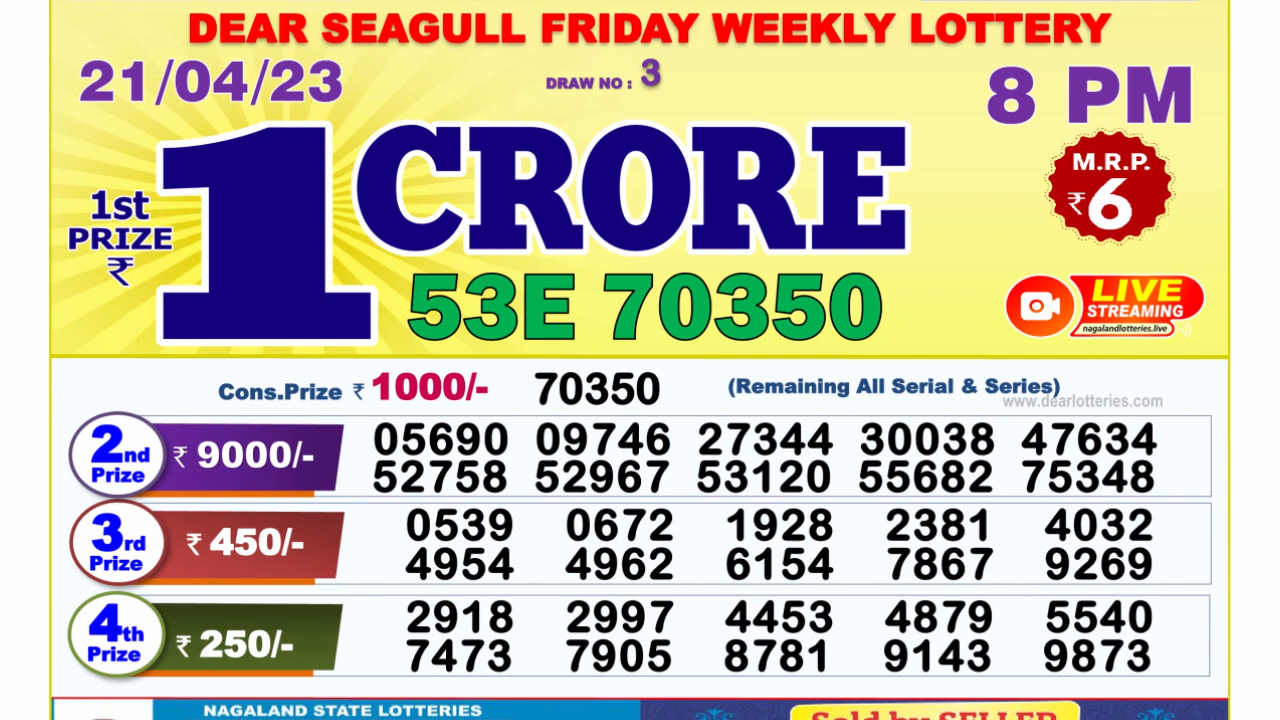 DEAR SEAGULL FRIDAY WEEKLY LOTTERY
21/04/23
DRAW NO : 3
8 PM
1st
PRIZE
₹
1 CRORE
M.R.P.
₹6
53E 70350
LIVE
STREAMING
nagalandlotteries.live
Cons.Prize ₹ 1000/- 70350 (Remaining All Serial & Series)
www.dearlotteries.com
2nd
Prize
₹ 9000/-
05690 09746 27344 30038 47634
52758 52967 53120 55682 75348
3rd
Prize
₹ 450/-
0539 0672 1928 2381 4032
4954 4962 6154 7867 9269
4th
Prize
₹ 250/-
2918 2997 4453 4879 5540
7473 7905 8781 9143 9873
NAGALAND STATE LOTTERIES
Sold by SELLER